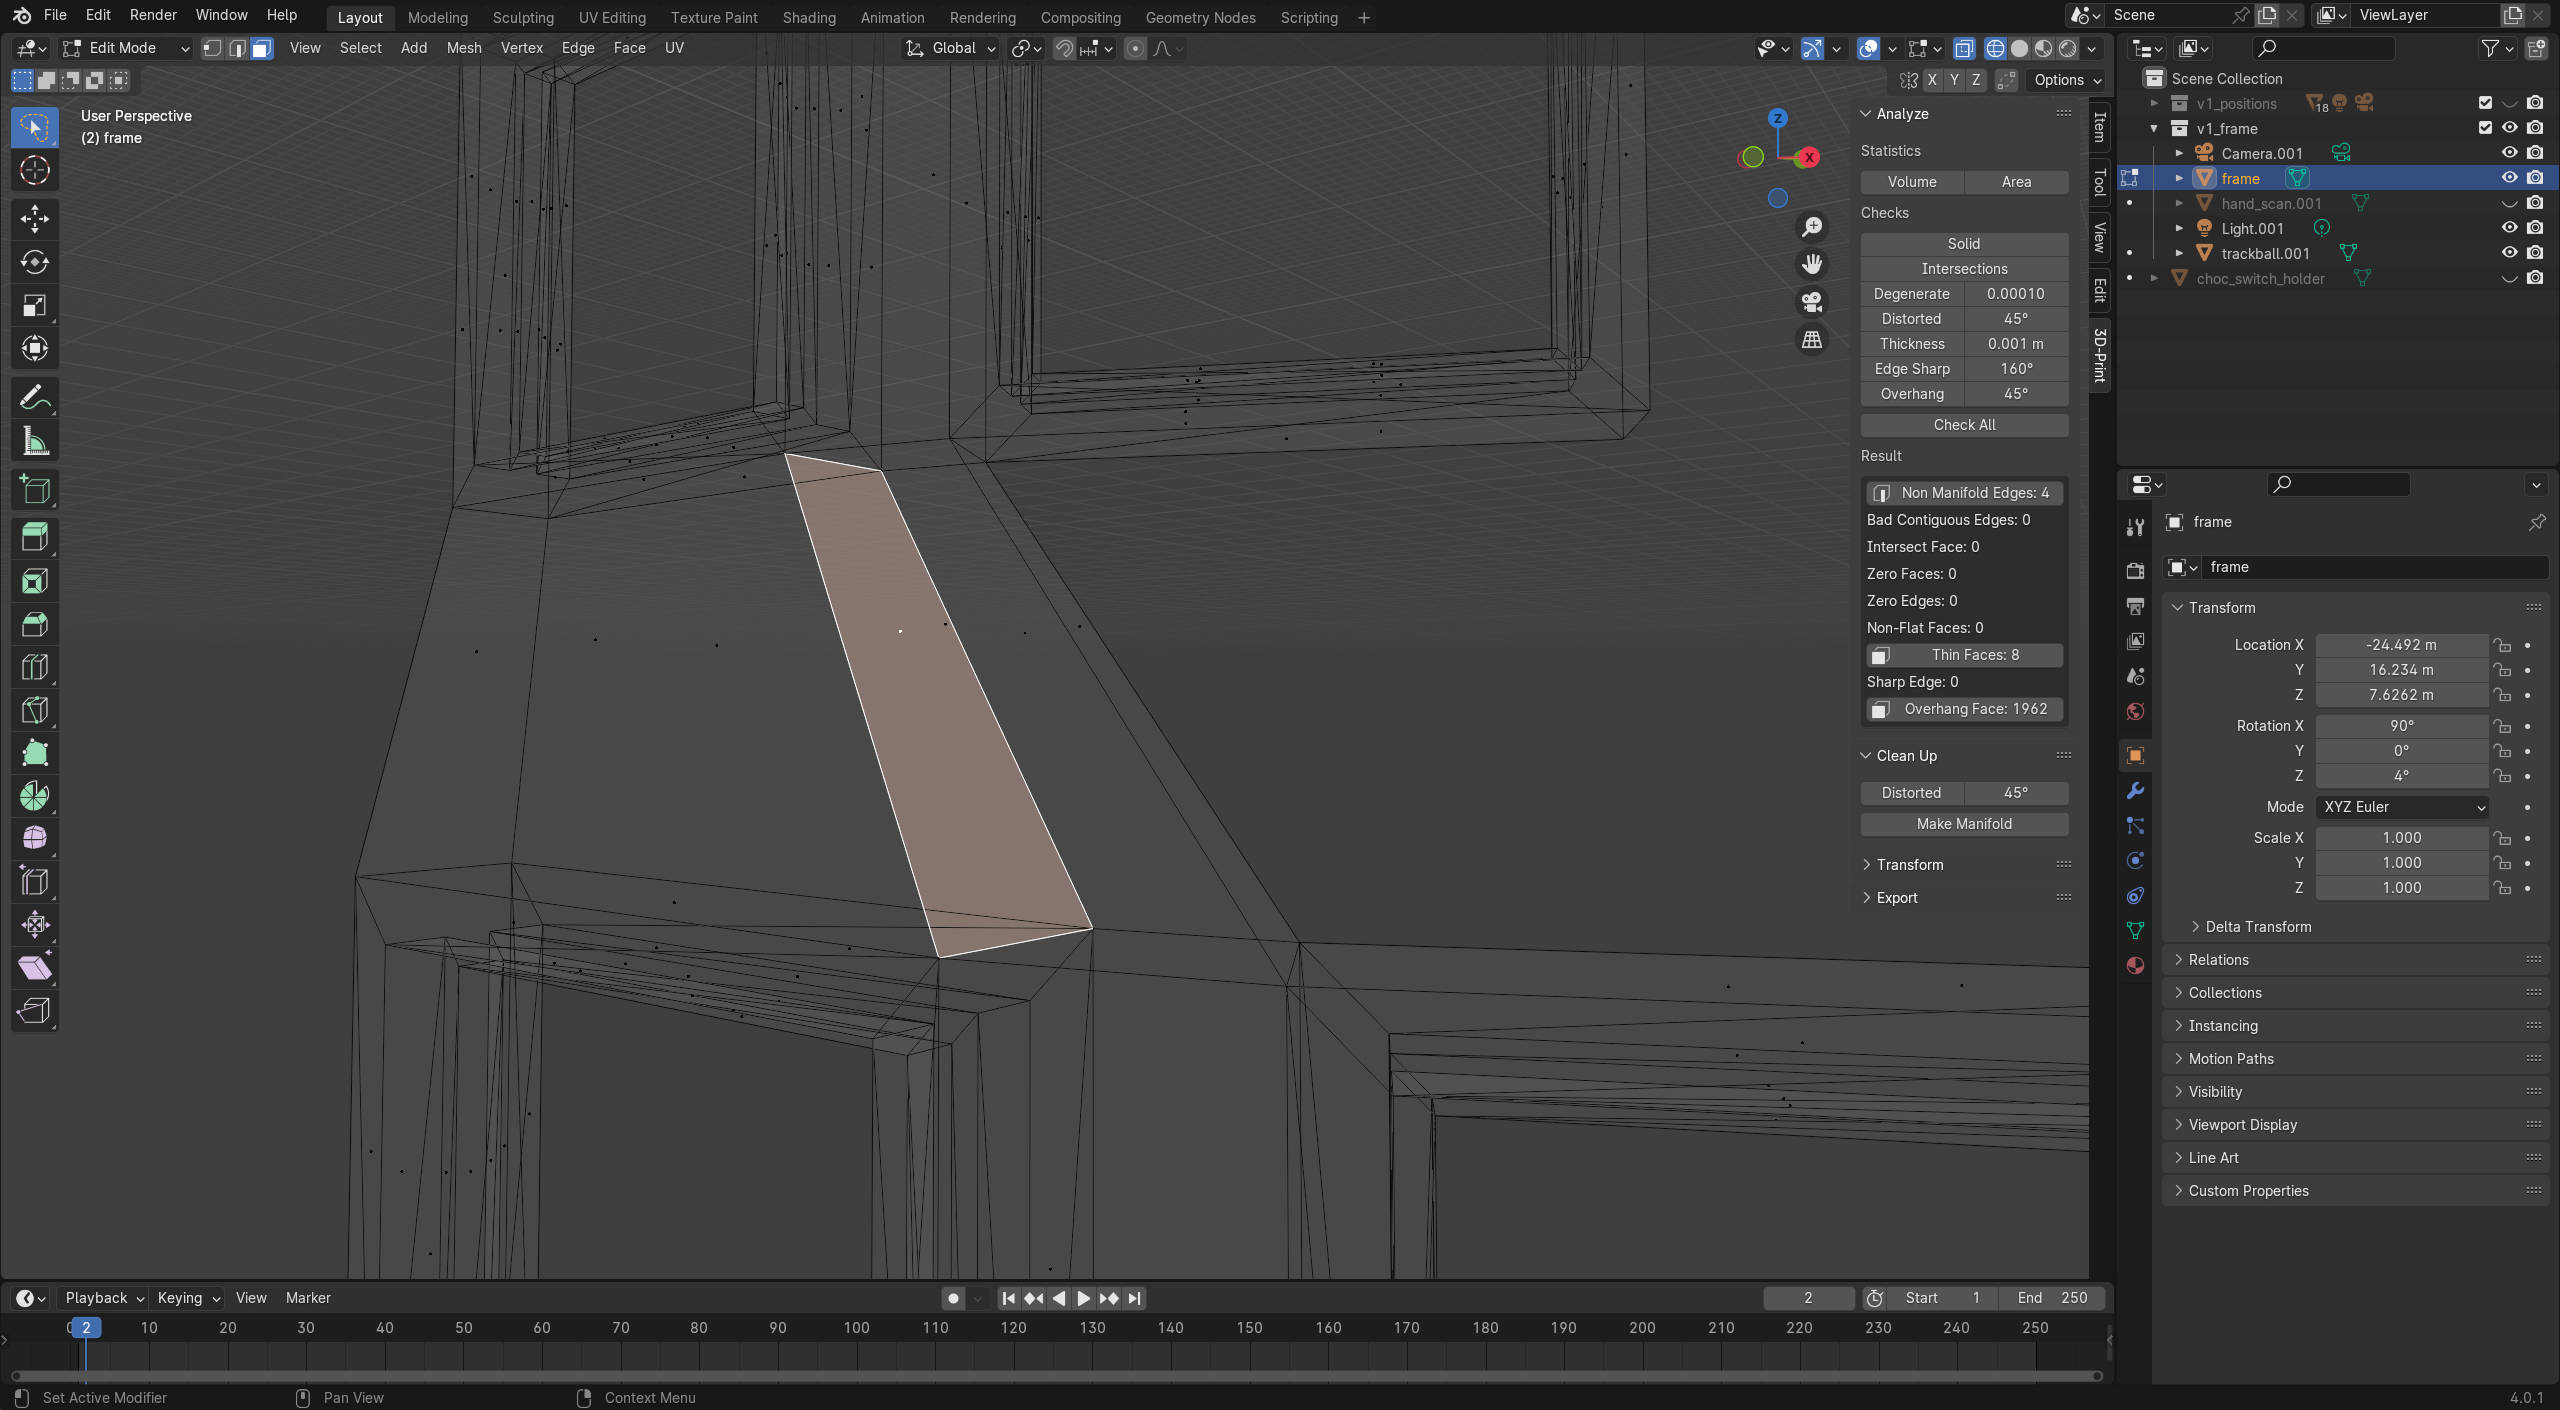 File Edit Render Window Help Layout Modeling Sculpting UV Editing Texture Paint Shading Animation Rendering Compositing Geometry Nodes Scripting Scene ViewLayer
Edit Mode View Select Add Mesh Vertex Edge Face UV Global
X Y Z Options
User Perspective
(2) frame
Z
X
Item
Tool
View
Edit
3D-Print
Analyze
Statistics
Volume Area
Checks
Solid
Intersections
Degenerate 0.00010
Distorted 45°
Thickness 0.001 m
Edge Sharp 160°
Overhang 45°
Check All
Result
Non Manifold Edges: 4
Bad Contiguous Edges: 0
Intersect Face: 0
Zero Faces: 0
Zero Edges: 0
Non-Flat Faces: 0
Thin Faces: 8
Sharp Edge: 0
Overhang Face: 1962
Clean Up
Distorted 45°
Make Manifold
Transform
Export
Scene Collection
v1_positions 18
v1_frame
Camera.001
frame
hand_scan.001
Light.001
trackball.001
choc_switch_holder
frame
frame
Transform
Location X -24.492 m
Y 16.234 m
Z 7.6262 m
Rotation X 90°
Y 0°
Z 4°
Mode XYZ Euler
Scale X 1.000
Y 1.000
Z 1.000
Delta Transform
Relations
Collections
Instancing
Motion Paths
Visibility
Viewport Display
Line Art
Custom Properties
Playback Keying View Marker 2 Start 1 End 250
2 10 20 30 40 50 60 70 80 90 100 110 120 130 140 150 160 170 180 190 200 210 220 230 240 250
Set Active Modifier Pan View Context Menu 4.0.1